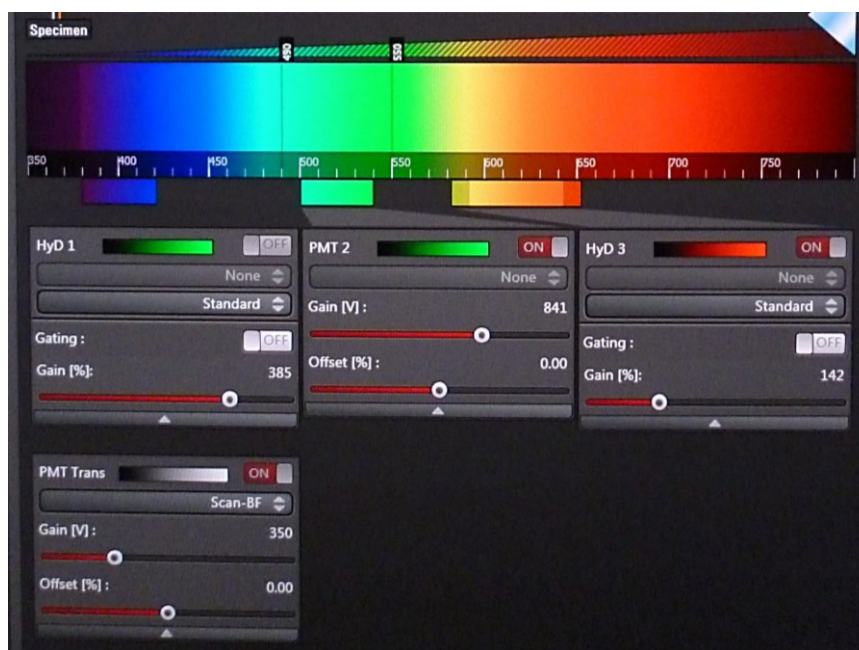 Specimen
490
550
350 400 450 500 550 600 650 700 750
HyD 1 OFF
None
Standard
Gating : OFF
Gain [%]: 385
PMT 2 ON
None
Gain [V] : 841
Offset [%] : 0.00
HyD 3 ON
None
Standard
Gating : OFF
Gain [%]: 142
PMT Trans ON
Scan-BF
Gain [V] : 350
Offset [%] : 0.00